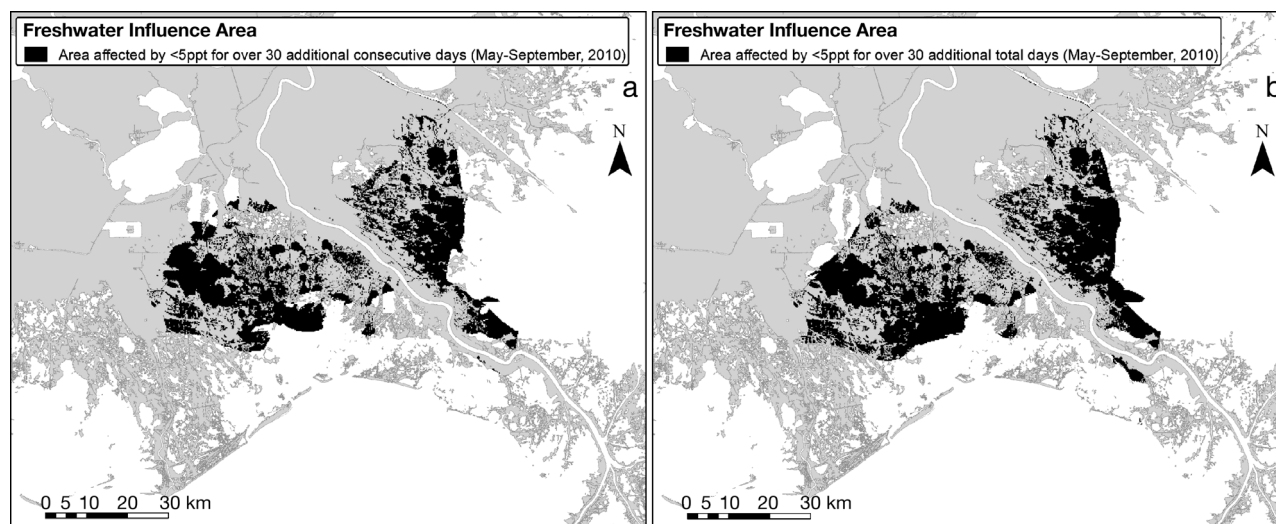 Freshwater Influence Area
Area affected by <5ppt for over 30 additional consecutive days (May-September, 2010)
a
N
0 5 10 20 30 km
Freshwater Influence Area
Area affected by <5ppt for over 30 additional total days (May-September, 2010)
b
N
0 5 10 20 30 km